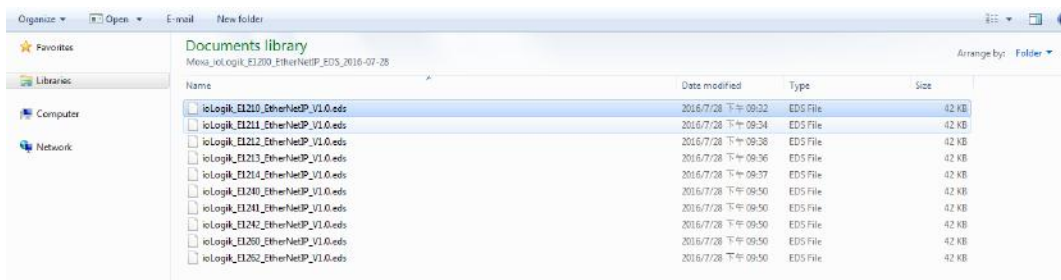 Organize Open E-mail New folder
Favorites
Documents library
Moxa_ioLogik_E1200_EtherNetIP_EDS_2016-07-28
Arrange by: Folder
Libraries
Name Date modified Type Size
Computer
ioLogik_E1210_EtherNetIP_V1.0.eds 2016/7/28 下午 09:32 EDS File 42 KB
ioLogik_E1211_EtherNetIP_V1.0.eds 2016/7/28 下午 09:34 EDS File 42 KB
ioLogik_E1212_EtherNetIP_V1.0.eds 2016/7/28 下午 09:38 EDS File 42 KB
Network
ioLogik_E1213_EtherNetIP_V1.0.eds 2016/7/28 下午 09:36 EDS File 42 KB
ioLogik_E1214_EtherNetIP_V1.0.eds 2016/7/28 下午 09:37 EDS File 42 KB
ioLogik_E1240_EtherNetIP_V1.0.eds 2016/7/28 下午 09:50 EDS File 42 KB
ioLogik_E1241_EtherNetIP_V1.0.eds 2016/7/28 下午 09:50 EDS File 42 KB
ioLogik_E1242_EtherNetIP_V1.0.eds 2016/7/28 下午 09:50 EDS File 42 KB
ioLogik_E1260_EtherNetIP_V1.0.eds 2016/7/28 下午 09:50 EDS File 42 KB
ioLogik_E1262_EtherNetIP_V1.0.eds 2016/7/28 下午 09:50 EDS File 42 KB